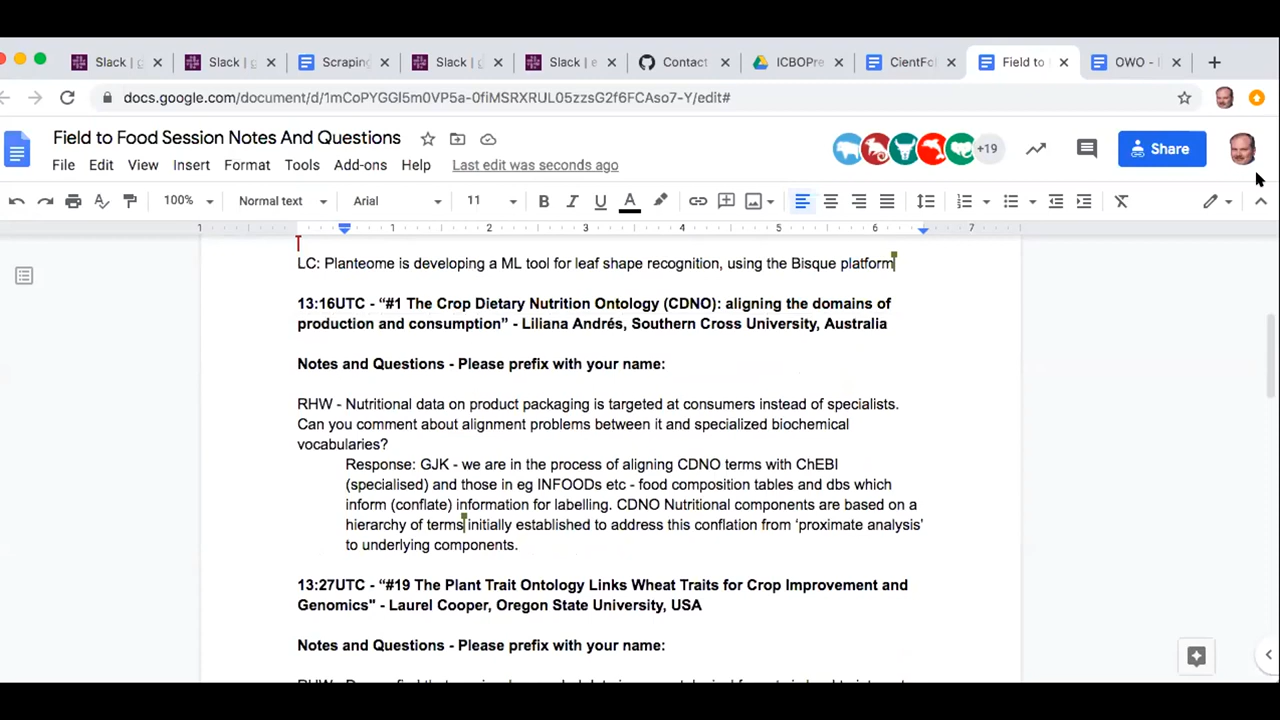 Slack | g
Slack | g
Scraping
Slack | g
Slack | e
Contact
ICBOPre
CientFol
Field to
OWO - I
docs.google.com/document/d/1mCoPYGGI5m0VP5a-0fiMSRXRUL05zzsG2f6FCAso7-Y/edit#
Field to Food Session Notes And Questions
+19
Share
File Edit View Insert Format Tools Add-ons Help Last edit was seconds ago
100% Normal text Arial 11 B I U A
1 1 2 3 4 5 6 7
LC: Planteome is developing a ML tool for leaf shape recognition, using the Bisque platform
13:16UTC - “#1 The Crop Dietary Nutrition Ontology (CDNO): aligning the domains of
production and consumption” - Liliana Andrés, Southern Cross University, Australia
Notes and Questions - Please prefix with your name:
RHW - Nutritional data on product packaging is targeted at consumers instead of specialists.
Can you comment about alignment problems between it and specialized biochemical
vocabularies?
Response: GJK - we are in the process of aligning CDNO terms with ChEBI
(specialised) and those in eg INFOODs etc - food composition tables and dbs which
inform (conflate) information for labelling. CDNO Nutritional components are based on a
hierarchy of terms initially established to address this conflation from ‘proximate analysis’
to underlying components.
13:27UTC - “#19 The Plant Trait Ontology Links Wheat Traits for Crop Improvement and
Genomics" - Laurel Cooper, Oregon State University, USA
Notes and Questions - Please prefix with your name: